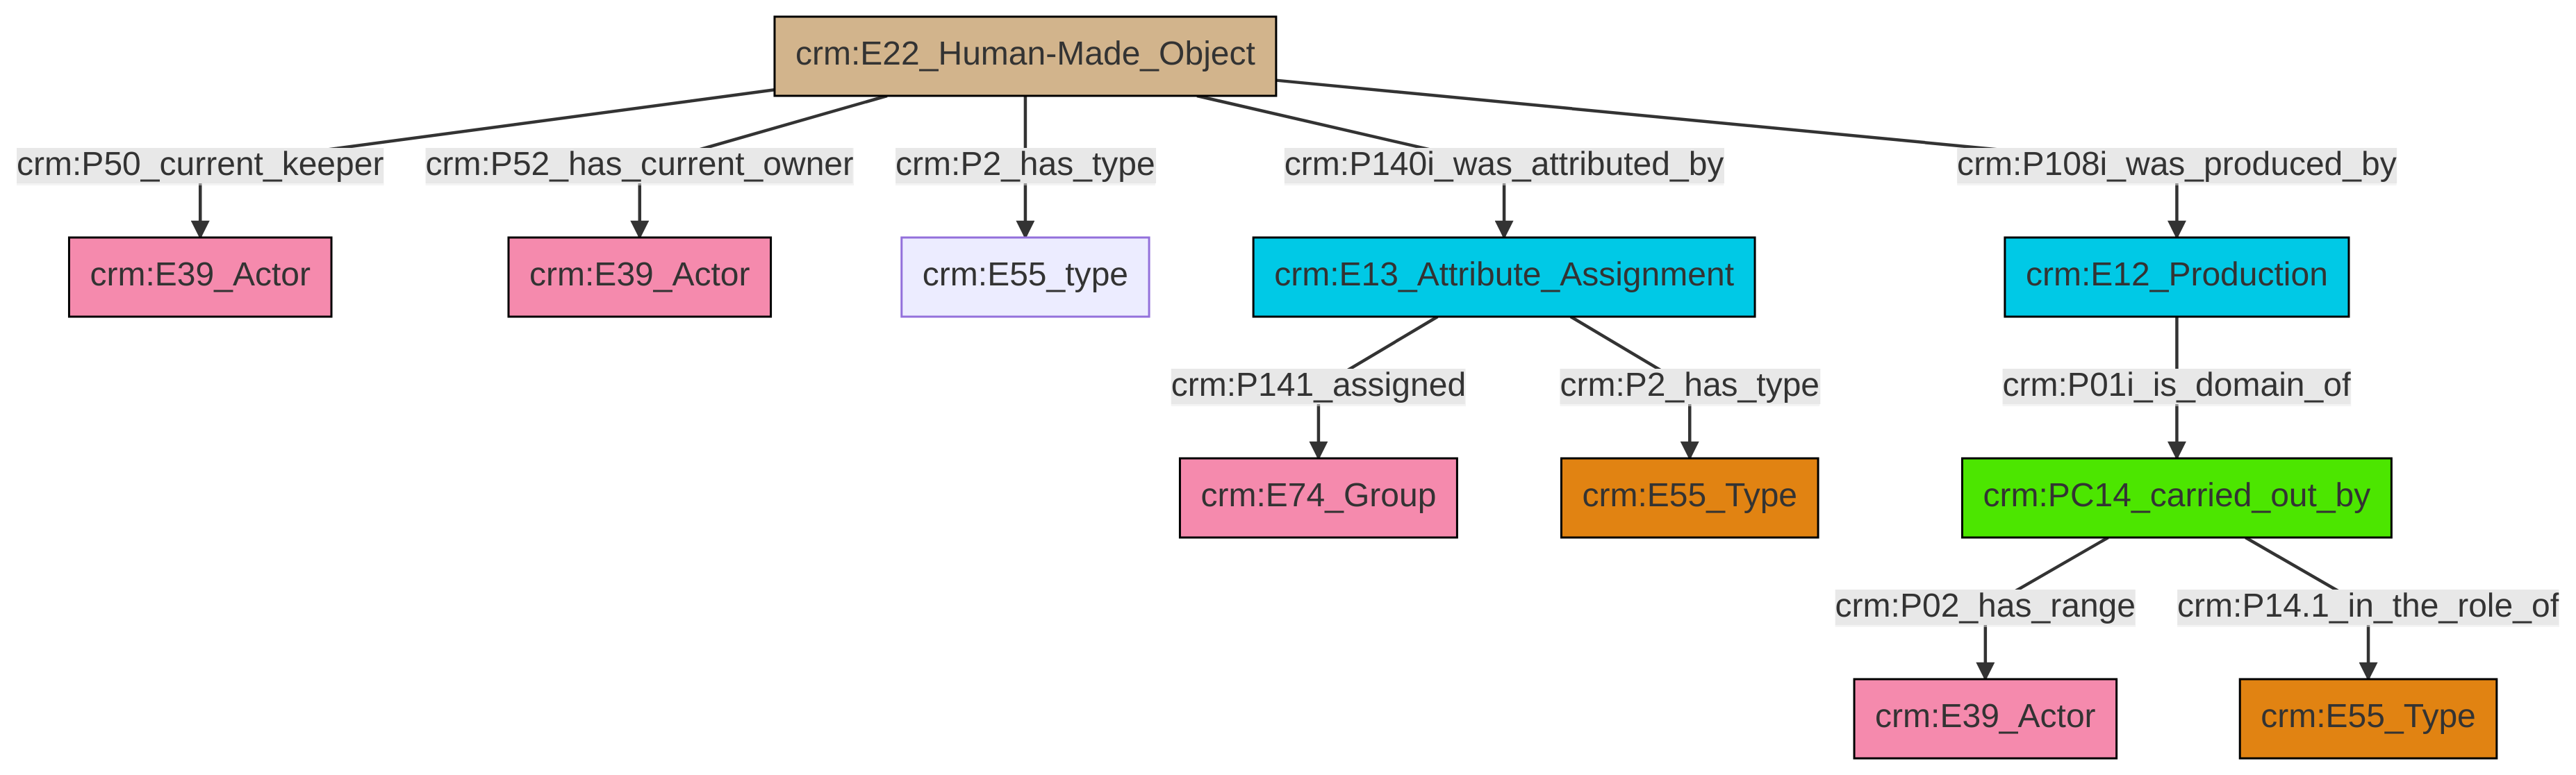 crm:E22_Human-Made_Object
crm:P50_current_keeper
crm:P52_has_current_owner
crm:P2_has_type
crm:P140i_was_attributed_by
crm:P108i_was_produced_by
crm:E39_Actor
crm:E39_Actor
crm:E55_type
crm:E13_Attribute_Assignment
crm:E12_Production
crm:P141_assigned
crm:P2_has_type
crm:P01i_is_domain_of
crm:E74_Group
crm:E55_Type
crm:PC14_carried_out_by
crm:P02_has_range
crm:P14.1_in_the_role_of
crm:E39_Actor
crm:E55_Type